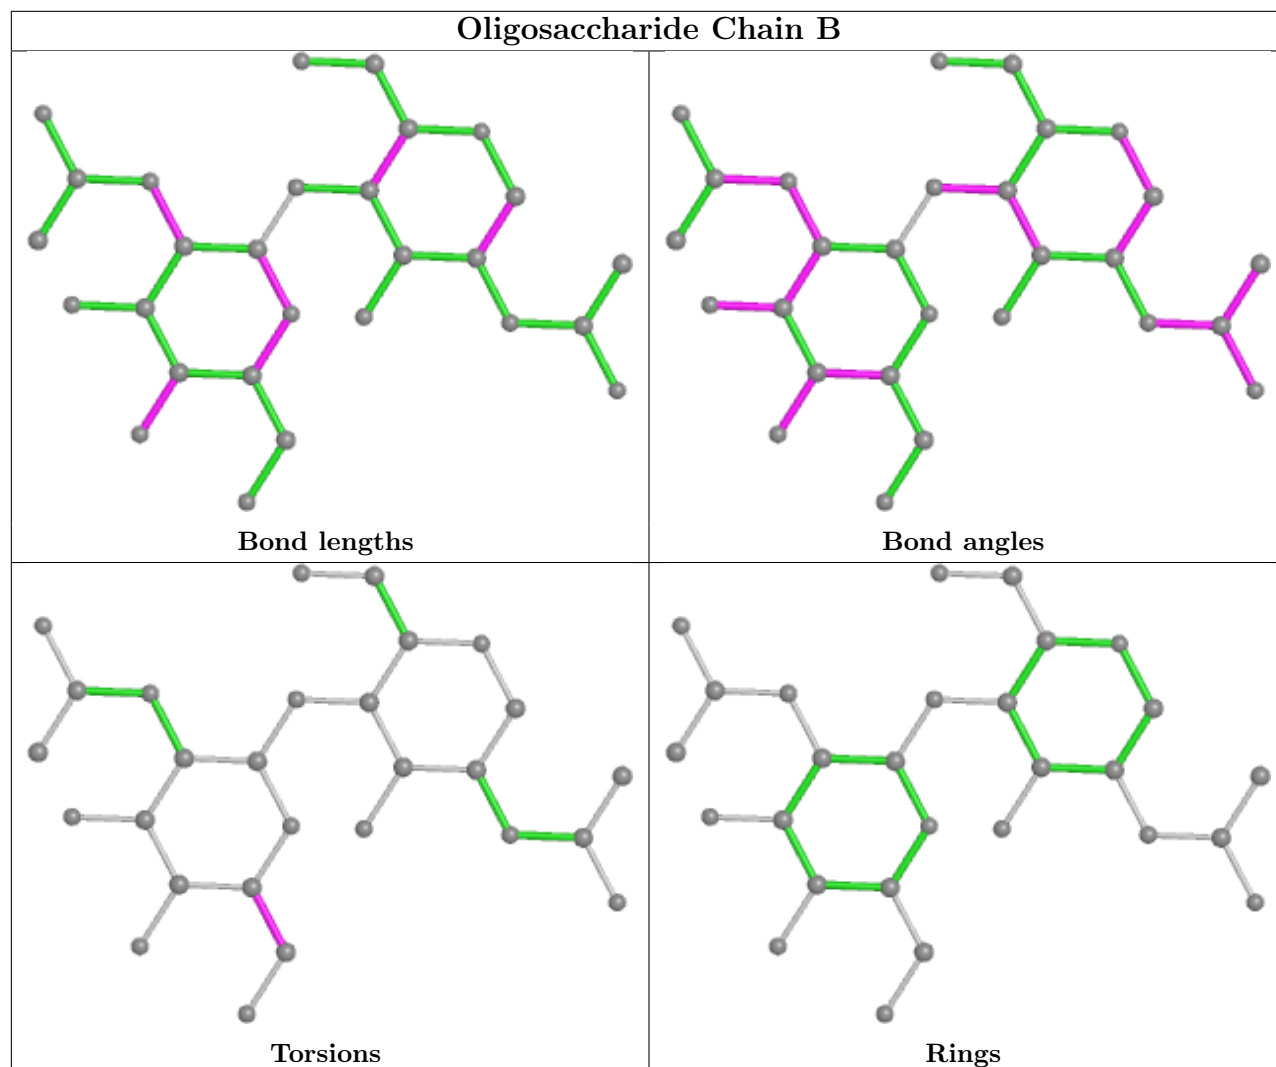 Oligosaccharide Chain B
Bond lengths
Bond angles
Torsions
Rings